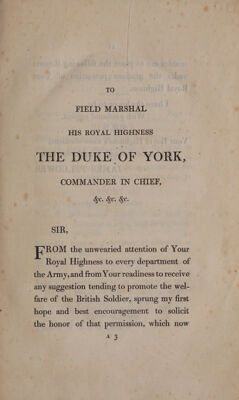 TO
FIELD MARSHAL
HIS ROYAL HIGHNESS
THE DUKE OF YORK,
COMMANDER IN CHIEF,
&c. &c. &c.
SIR,
FROM the unwearied attention of Your
Royal Highness to every department of
the Army, and from Your readiness to receive
any suggestion tending to promote the wel-
fare of the British Soldier, sprung my first
hope and best encouragement to solicit
the honor of that permission, which now
A 3